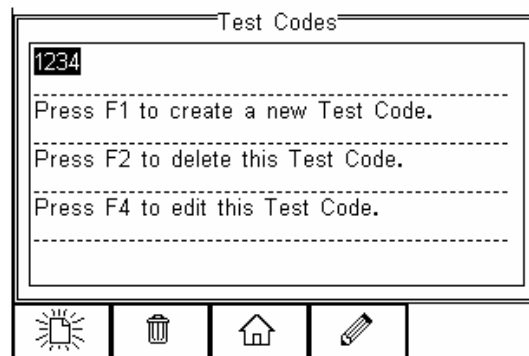 Test Codes
1234
Press F1 to create a new Test Code.
Press F2 to delete this Test Code.
Press F4 to edit this Test Code.